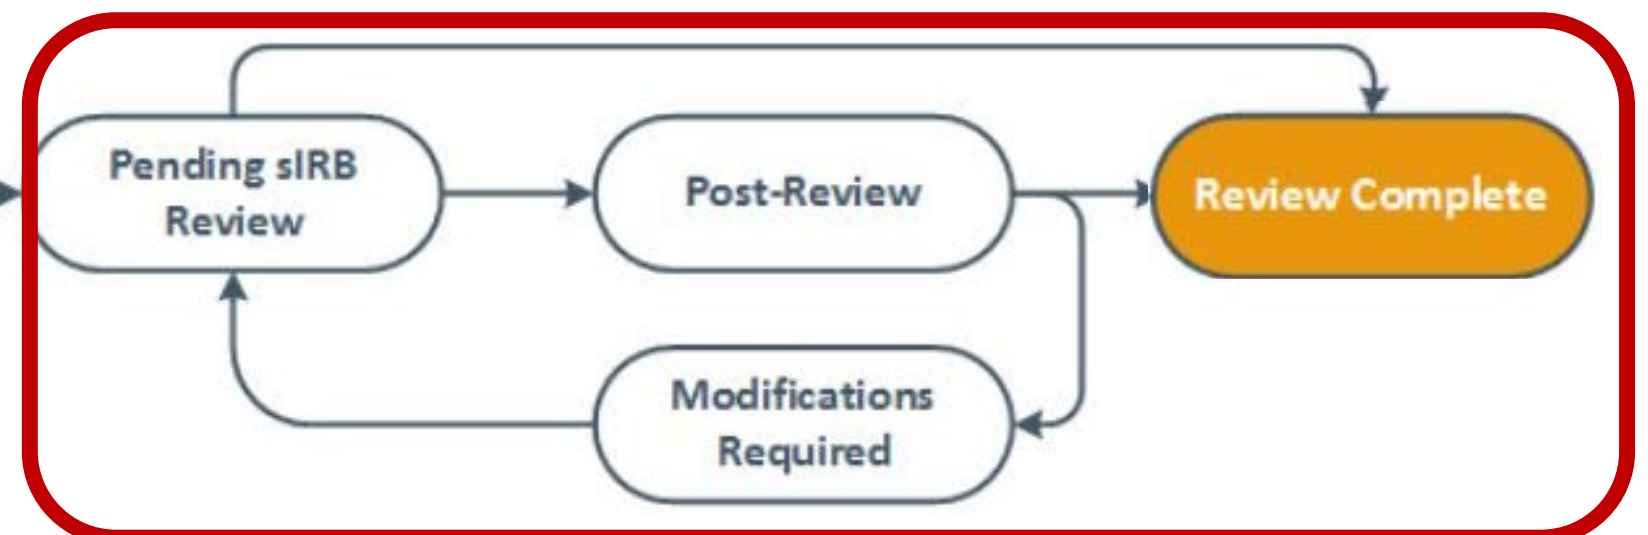 Pending sIRB
Review
Post-Review
Review Complete
Modifications
Required